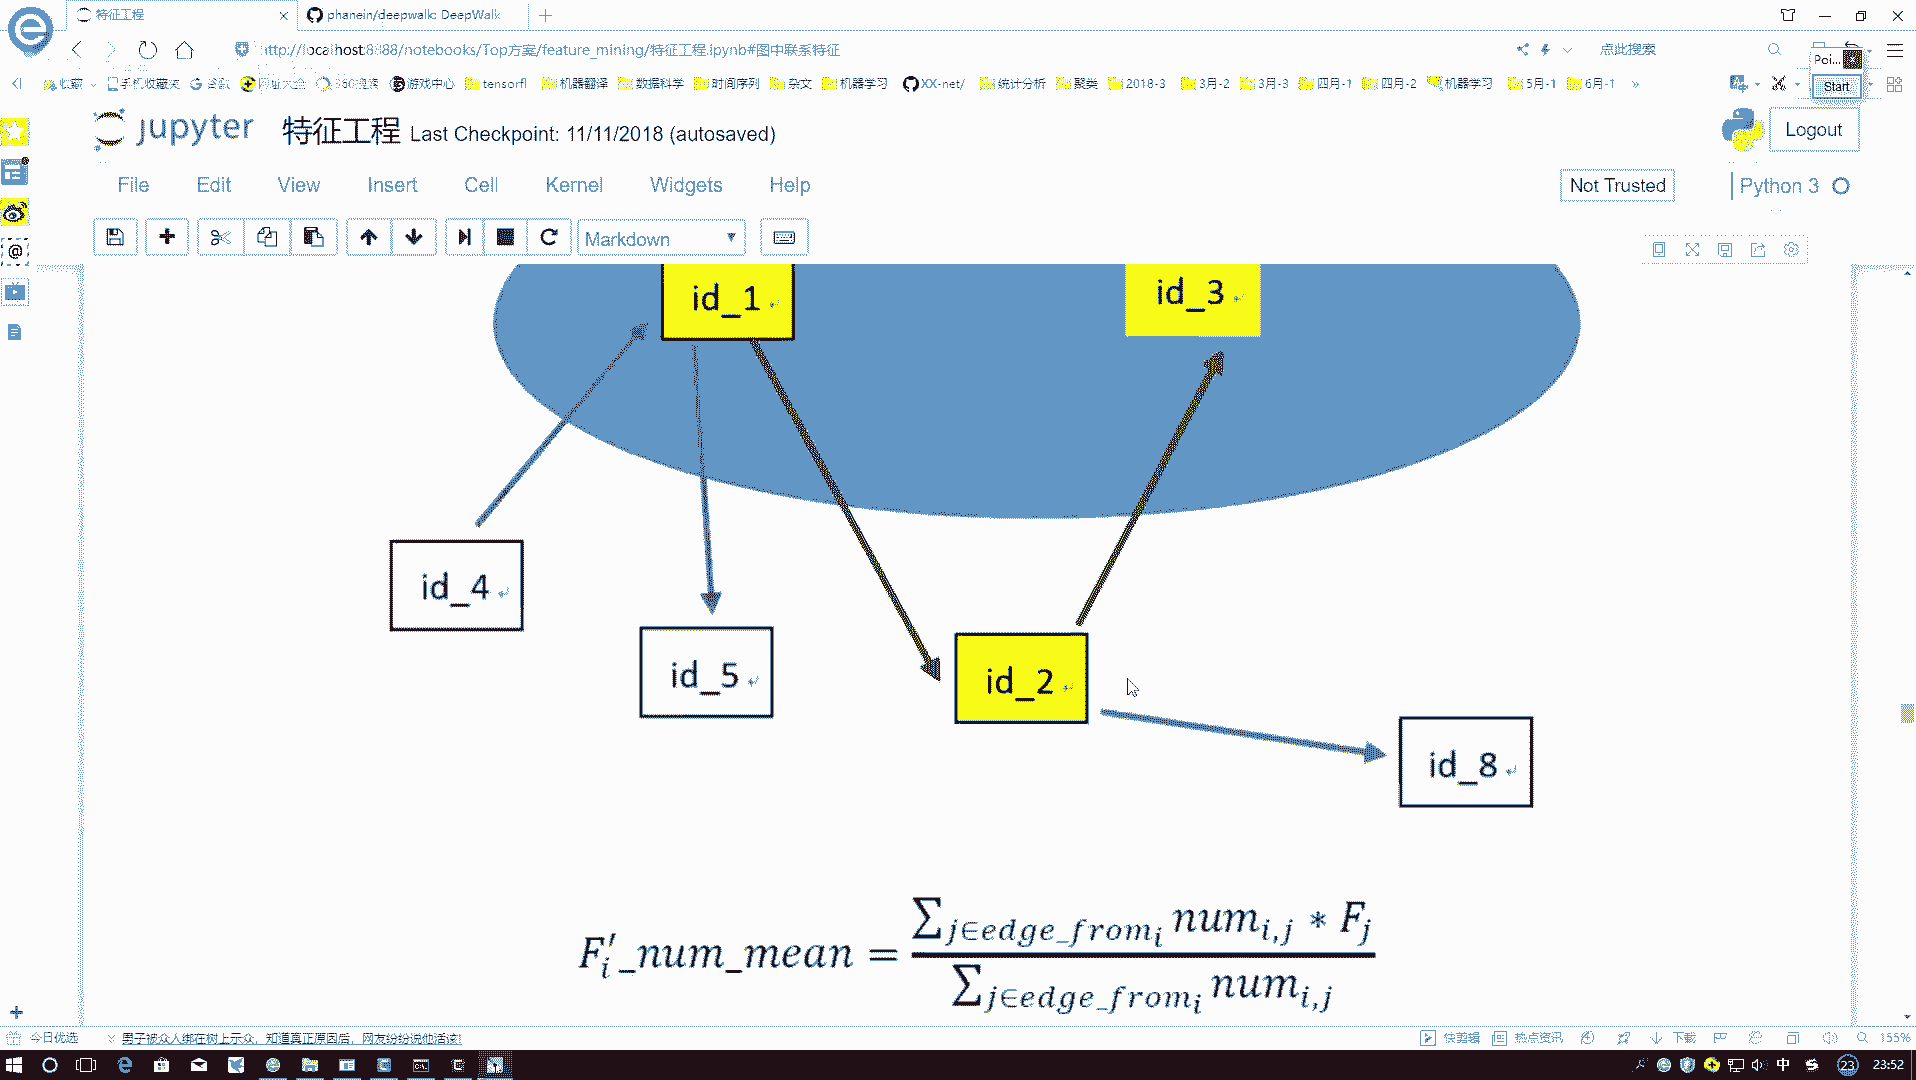 特征工程
phanein/deepwalk: DeepWalk
http://localhost:8888/notebooks/Top方案/feature_mining/特征工程.ipynb#图中联系特征
点此搜索
收藏 手机收藏夹 谷歌 网址大全 360搜索 游戏中心 tensorfl 机器翻译 数据科学 时间序列 杂文 机器学习 XX-net/ 统计分析 聚类 2018-3 3月-2 3月-3 四月-1 四月-2 机器学习 5月-1 6月-1 »
Poi...
Start
jupyter 特征工程 Last Checkpoint: 11/11/2018 (autosaved)
Logout
File Edit View Insert Cell Kernel Widgets Help
Not Trusted
Python 3
Markdown
id_1
id_3
id_4
id_5
id_2
id_8
F'_i_num_mean = \frac{\sum_{j∈edge\_from_i} num_{i,j} * F_j}{\sum_{j∈edge\_from_i} num_{i,j}}
今日优选 男子被众人绑在树上示众，知道真正原因后，网友纷纷说他活该!
快剪辑 热点资讯 下载 155%
中 23 23:52